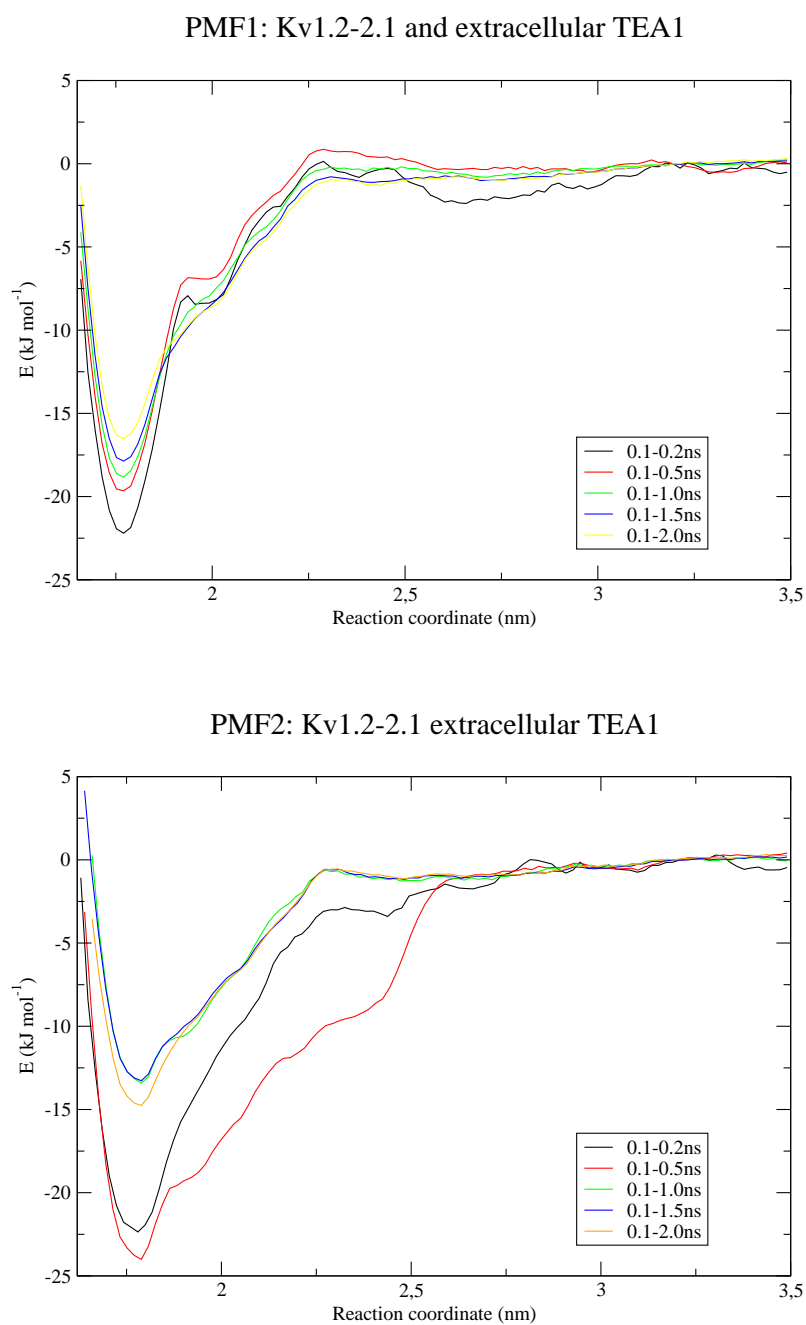 PMF1: Kv1.2-2.1 and extracellular TEA1
5
0
-5
-10
-15
-20
-25
E (kJ mol⁻¹)
0.1-0.2ns
0.1-0.5ns
0.1-1.0ns
0.1-1.5ns
0.1-2.0ns
2 2,5 3 3,5
Reaction coordinate (nm)
PMF2: Kv1.2-2.1 extracellular TEA1
5
0
-5
-10
-15
-20
-25
E (kJ mol⁻¹)
0.1-0.2ns
0.1-0.5ns
0.1-1.0ns
0.1-1.5ns
0.1-2.0ns
2 2,5 3 3,5
Reaction coordinate (nm)